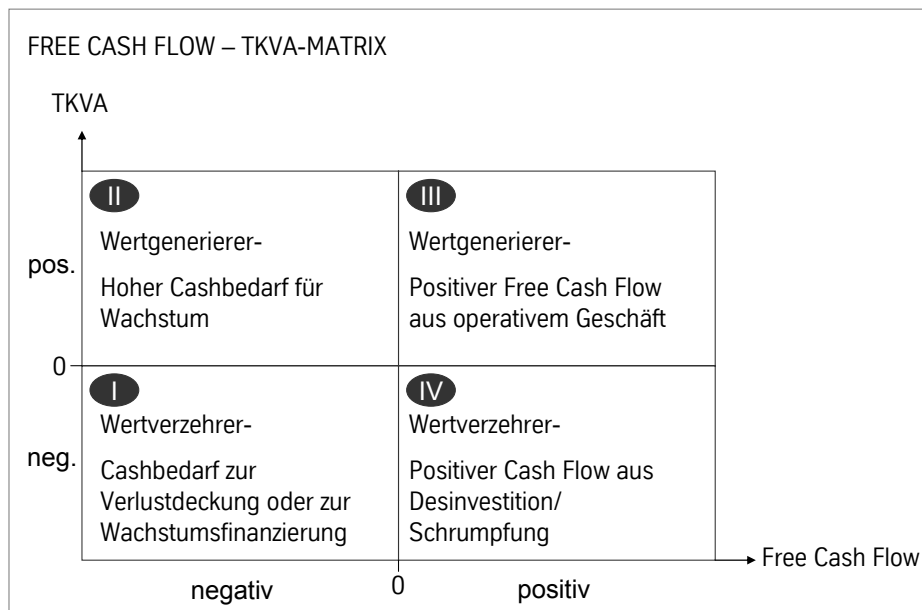 FREE CASH FLOW – TKVA-MATRIX
TKVA
II
Wertgenerierer-
Hoher Cashbedarf für
Wachstum
III
Wertgenerierer-
Positiver Free Cash Flow
aus operativem Geschäft
pos.
0
I
Wertverzehrer-
Cashbedarf zur
Verlustdeckung oder zur
Wachstumsfinanzierung
IV
Wertverzehrer-
Positiver Cash Flow aus
Desinvestition/
Schrumpfung
neg.
Free Cash Flow
negativ
0
positiv